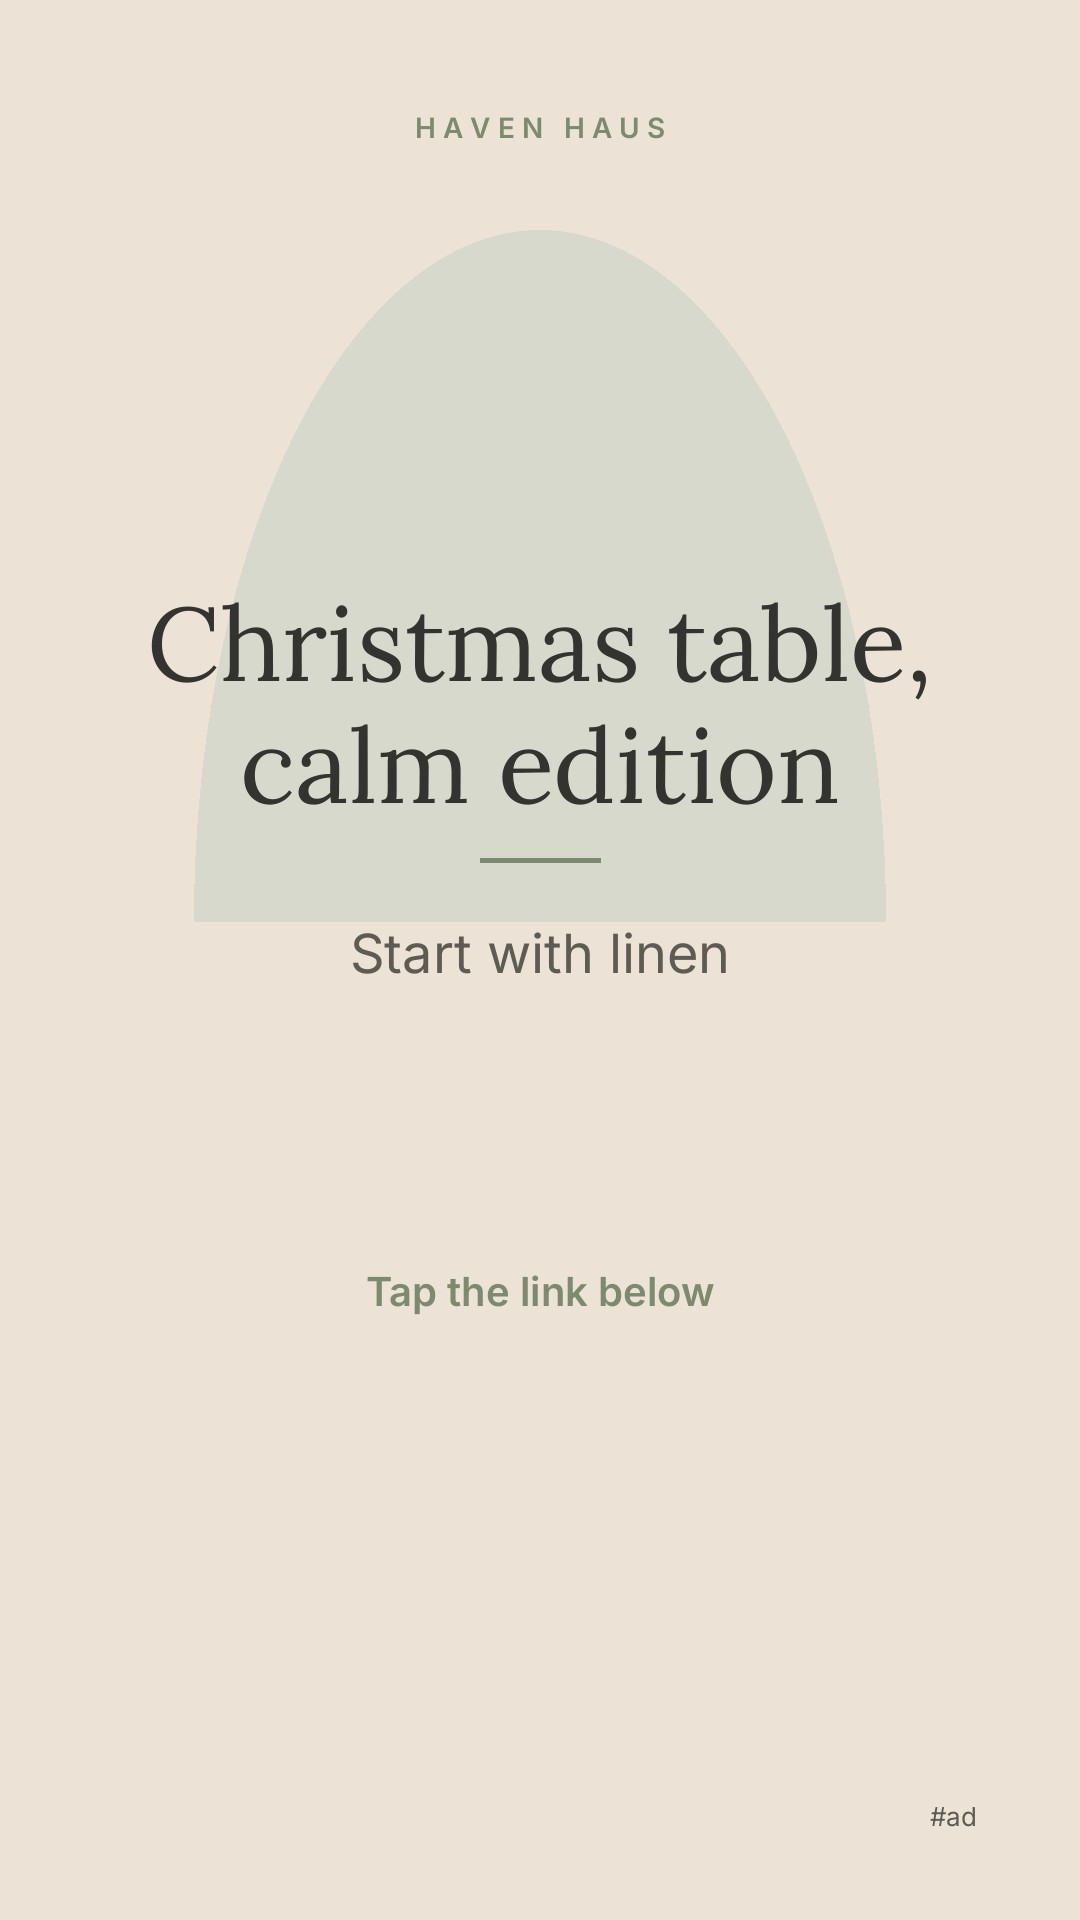 HAVEN HAUS
Christmas table,
calm edition
Start with linen
Tap the link below
#ad